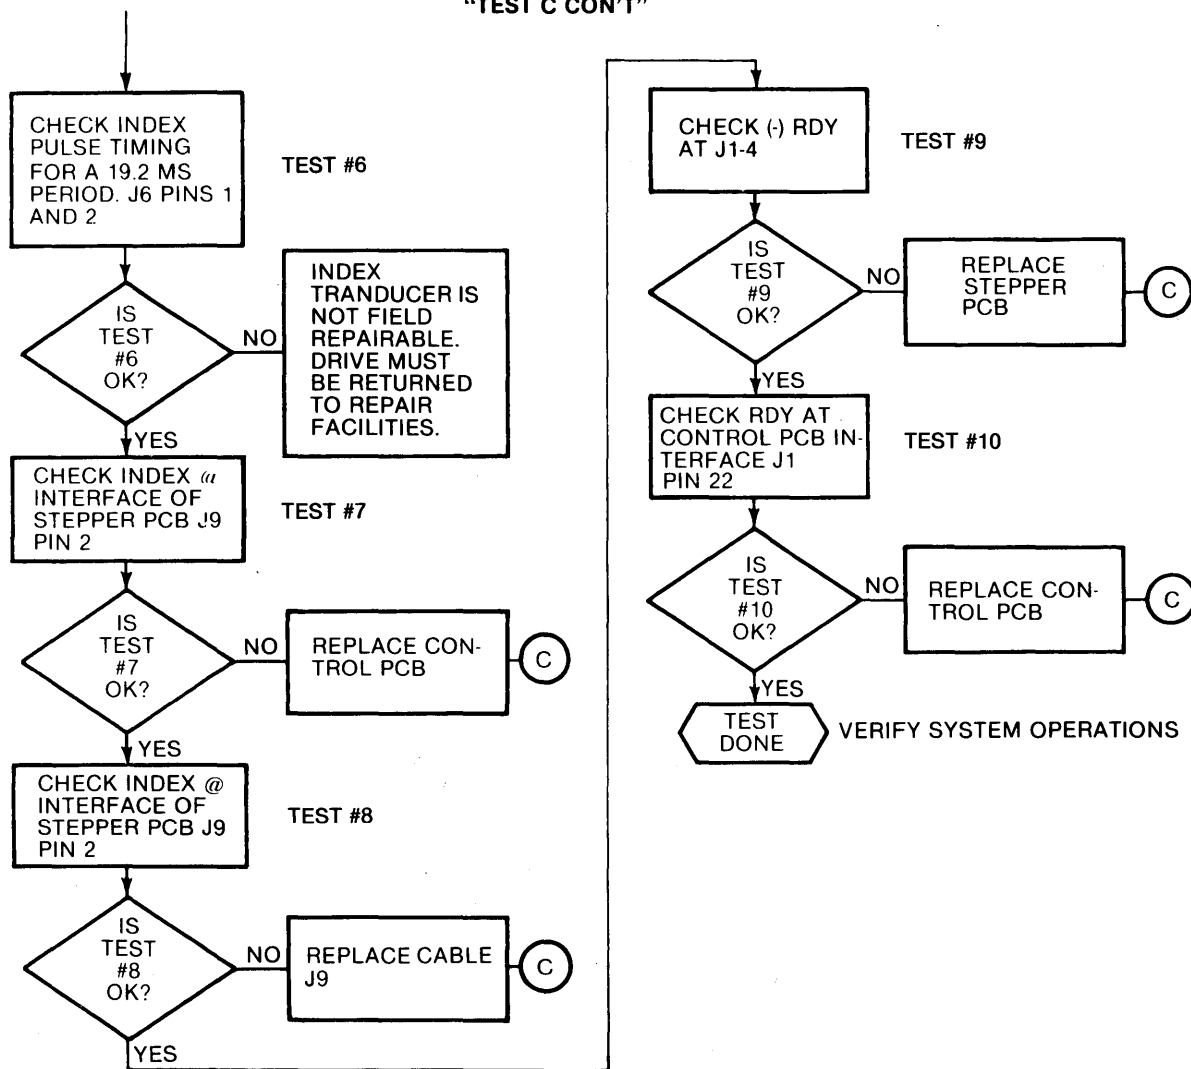 "TEST C CON'T"
CHECK INDEX
PULSE TIMING
FOR A 19.2 MS
PERIOD. J6 PINS 1
AND 2
TEST #6
IS
TEST
#6
OK?
NO
INDEX
TRANDUCER IS
NOT FIELD
REPAIRABLE.
DRIVE MUST
BE RETURNED
TO REPAIR
FACILITIES.
YES
CHECK INDEX @
INTERFACE OF
STEPPER PCB J9
PIN 2
TEST #7
IS
TEST
#7
OK?
NO
REPLACE CON-
TROL PCB
C
YES
CHECK INDEX @
INTERFACE OF
STEPPER PCB J9
PIN 2
TEST #8
IS
TEST
#8
OK?
NO
REPLACE CABLE
J9
C
YES
CHECK (-) RDY
AT J1-4
TEST #9
IS
TEST
#9
OK?
NO
REPLACE
STEPPER
PCB
C
YES
CHECK RDY AT
CONTROL PCB IN-
TERFACE J1
PIN 22
TEST #10
IS
TEST
#10
OK?
NO
REPLACE CON-
TROL PCB
C
YES
TEST
DONE
VERIFY SYSTEM OPERATIONS